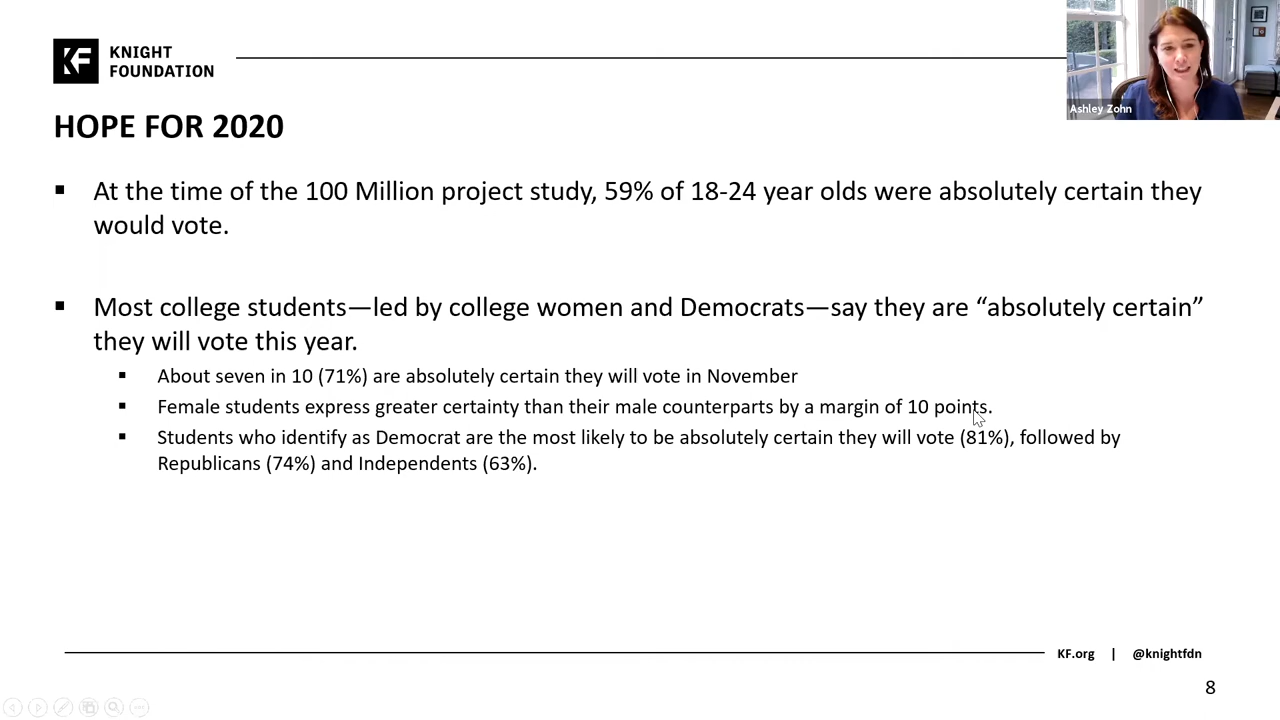 KNIGHT
FOUNDATION
Ashley Zohn
HOPE FOR 2020
▪ At the time of the 100 Million project study, 59% of 18-24 year olds were absolutely certain they
would vote.
▪ Most college students—led by college women and Democrats—say they are “absolutely certain”
they will vote this year.
▪ About seven in 10 (71%) are absolutely certain they will vote in November
▪ Female students express greater certainty than their male counterparts by a margin of 10 points.
▪ Students who identify as Democrat are the most likely to be absolutely certain they will vote (81%), followed by
Republicans (74%) and Independents (63%).
KF.org | @knightfdn
8